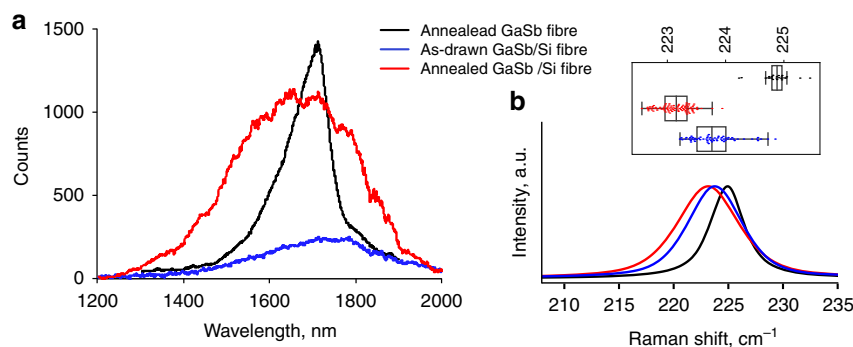 a
1500
1000
500
0
Counts
1200 1400 1600 1800 2000
Wavelength, nm
Annealead GaSb fibre
As-drawn GaSb/Si fibre
Annealed GaSb /Si fibre
b
223 224 225
Intensity, a.u.
210 215 220 225 230 235
Raman shift, cm⁻¹